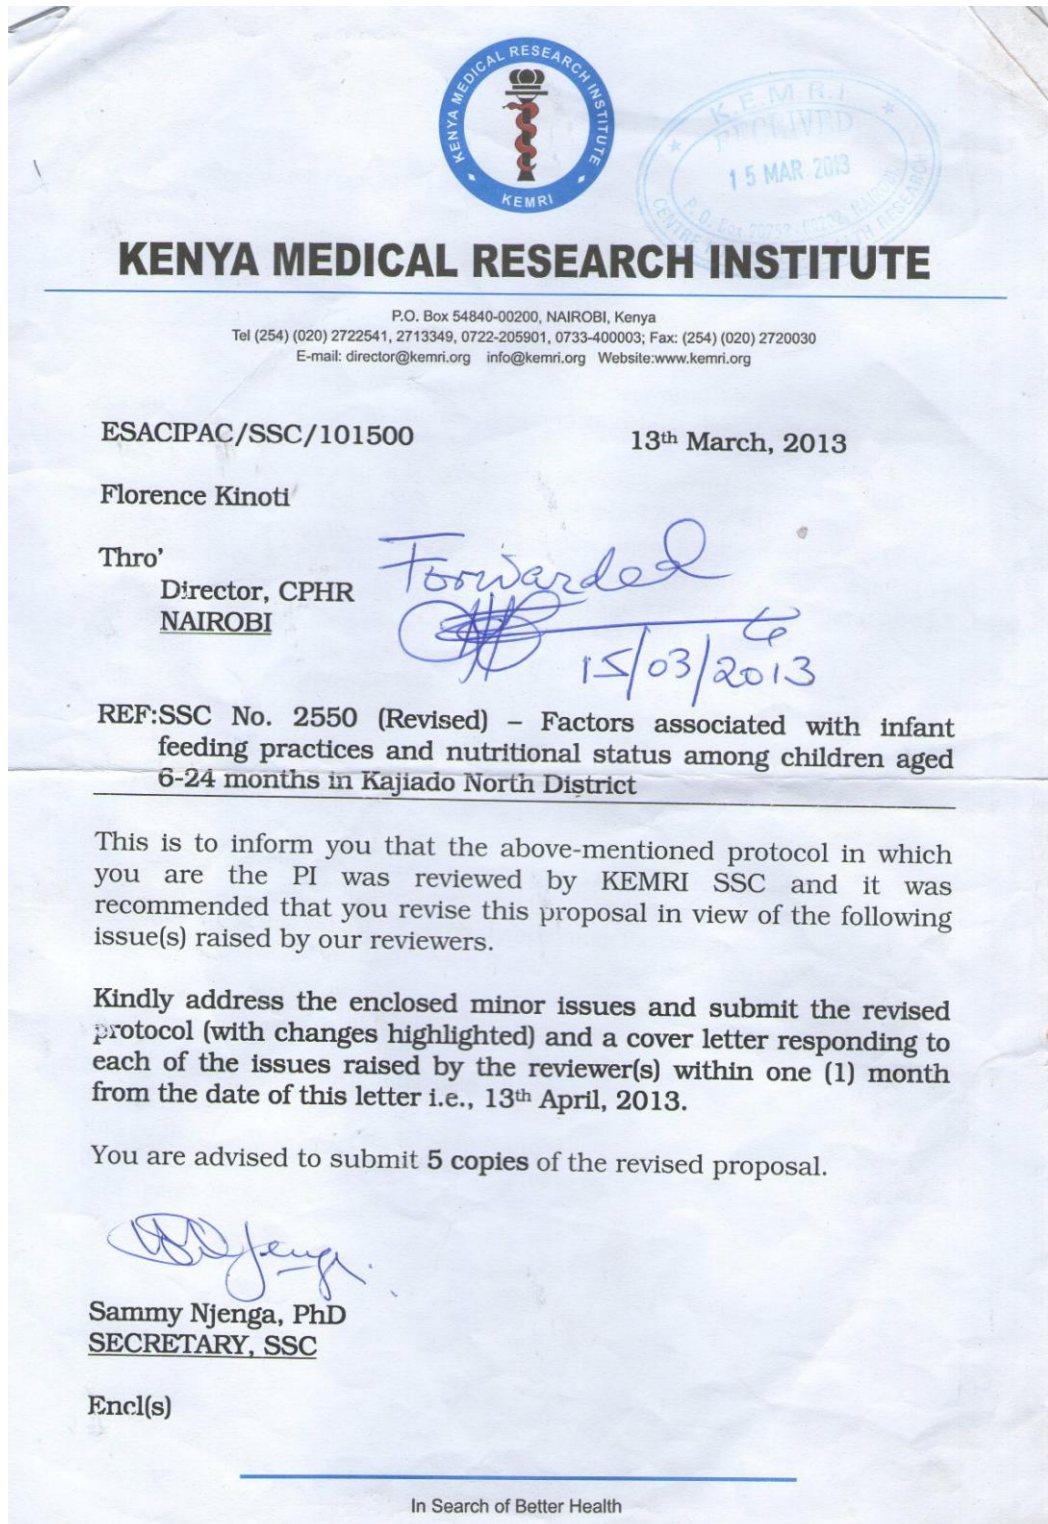 KENYA MEDICAL RESEARCH INSTITUTE
KEMRI
K.E.M.R.I
RECEIVED
15 MAR 2013
P. O. Box
CENTRE
HEALTH RESEARCH
KENYA MEDICAL RESEARCH INSTITUTE
P.O. Box 54840-00200, NAIROBI, Kenya
Tel (254) (020) 2722541, 2713349, 0722-205901, 0733-400003; Fax: (254) (020) 2720030
E-mail: director@kemri.org info@kemri.org Website:www.kemri.org
ESACIPAC/SSC/101500 13th March, 2013
Florence Kinoti
Thro'
Director, CPHR
NAIROBI
Forwarded
15/03/2013
REF:SSC No. 2550 (Revised) – Factors associated with infant
feeding practices and nutritional status among children aged
6-24 months in Kajiado North District
This is to inform you that the above-mentioned protocol in which
you are the PI was reviewed by KEMRI SSC and it was
recommended that you revise this proposal in view of the following
issue(s) raised by our reviewers.
Kindly address the enclosed minor issues and submit the revised
protocol (with changes highlighted) and a cover letter responding to
each of the issues raised by the reviewer(s) within one (1) month
from the date of this letter i.e., 13th April, 2013.
You are advised to submit 5 copies of the revised proposal.
Sammy Njenga, PhD
SECRETARY, SSC
Encl(s)
In Search of Better Health